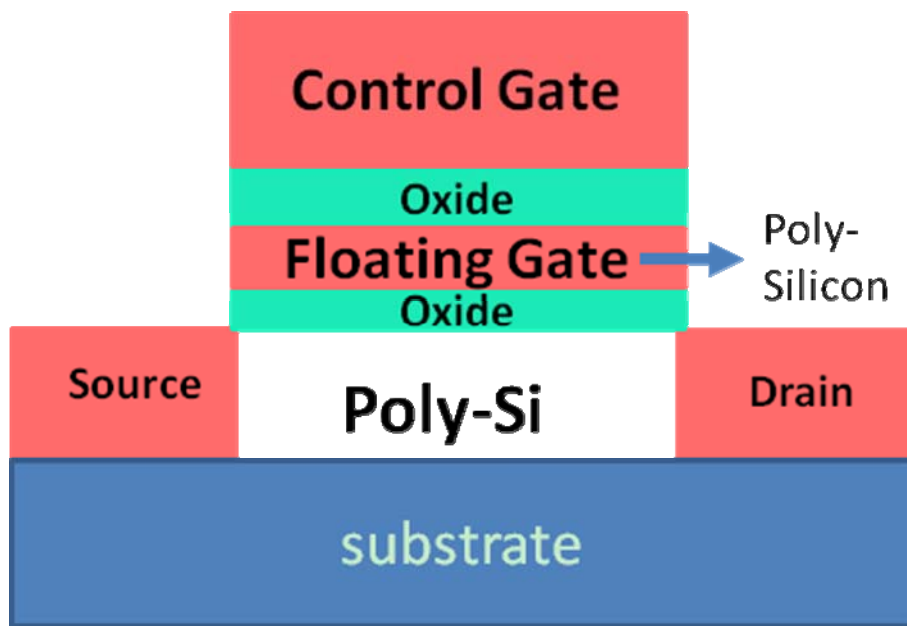 Control Gate
Oxide
Floating Gate
Poly-
Silicon
Oxide
Source
Poly-Si
Drain
substrate